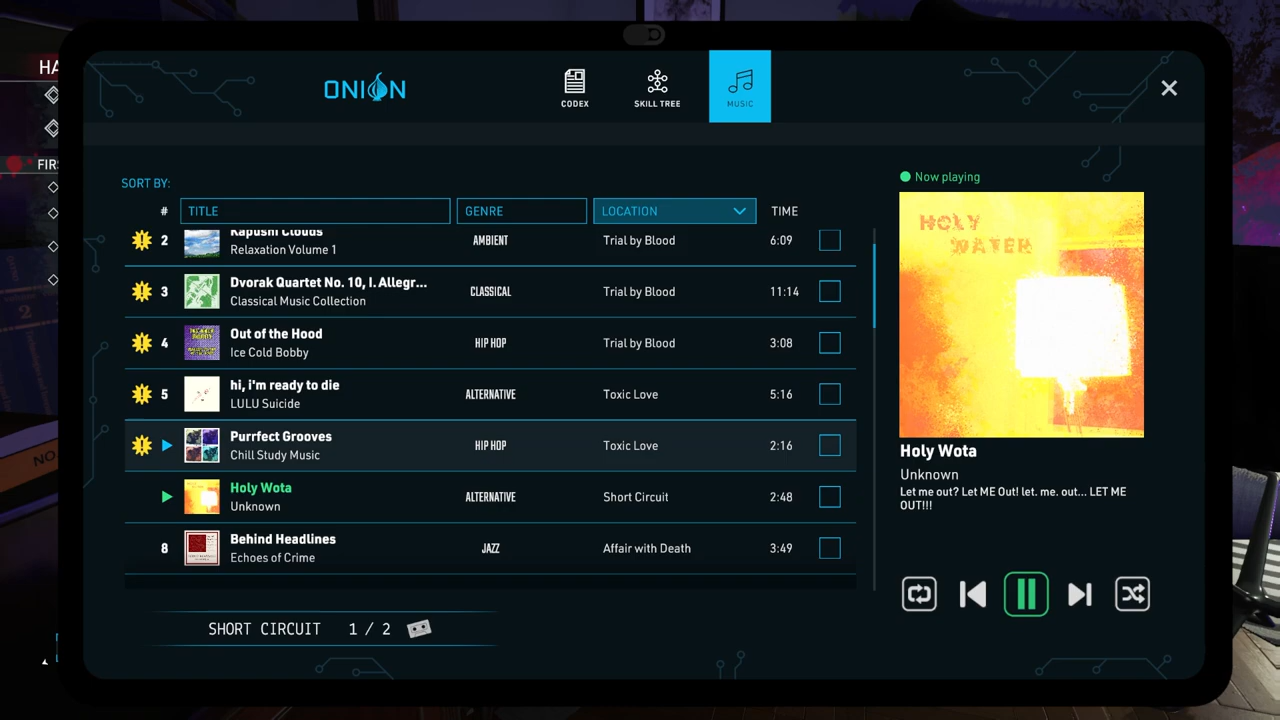 HA
FIRS
ONION
CODEX
SKILL TREE
MUSIC
SORT BY:
# TITLE GENRE LOCATION TIME
2 Kapushi Clouds AMBIENT Trial by Blood 6:09
Relaxation Volume 1
3 Dvorak Quartet No. 10, I. Allegr... CLASSICAL Trial by Blood 11:14
Classical Music Collection
4 Out of the Hood HIP HOP Trial by Blood 3:08
Ice Cold Bobby
5 hi, i'm ready to die ALTERNATIVE Toxic Love 5:16
LULU Suicide
Purrfect Grooves HIP HOP Toxic Love 2:16
Chill Study Music
Holy Wota ALTERNATIVE Short Circuit 2:48
Unknown
8 Behind Headlines JAZZ Affair with Death 3:49
Echoes of Crime
SHORT CIRCUIT 1 / 2
Now playing
HOLY
WATER
Holy Wota
Unknown
Let me out? Let ME Out! let. me. out... LET ME
OUT!!!
NO
2